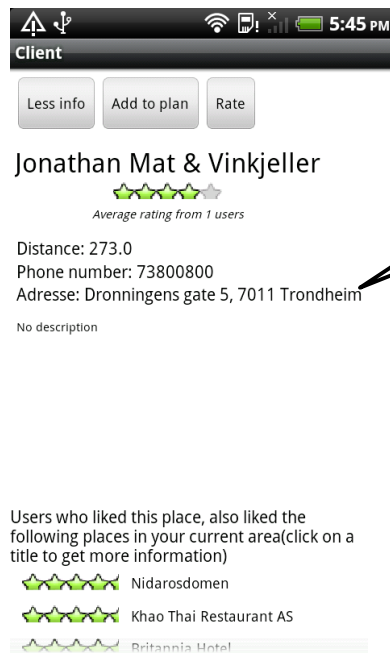 5:45 PM
Client
Less info Add to plan Rate
Jonathan Mat & Vinkjeller
Average rating from 1 users
Distance: 273.0
Phone number: 73800800
Adresse: Dronningens gate 5, 7011 Trondheim
No description
Users who liked this place, also liked the
following places in your current area(click on a
title to get more information)
Nidarosdomen
Khao Thai Restaurant AS
Britannia Hotel